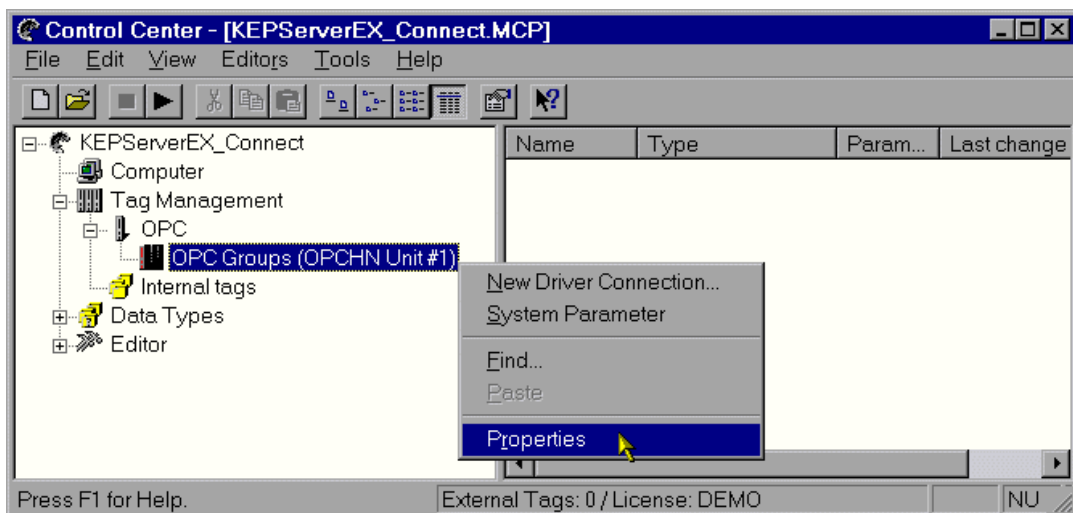 Control Center - [KEPServerEX_Connect.MCP]
File Edit View Editors Tools Help
KEPServerEX_Connect
Computer
Tag Management
OPC
OPC Groups (OPCHN Unit #1)
Internal tags
Data Types
Editor
Name Type Param... Last change
New Driver Connection...
System Parameter
Find...
Paste
Properties
Press F1 for Help. External Tags: 0 / License: DEMO NU